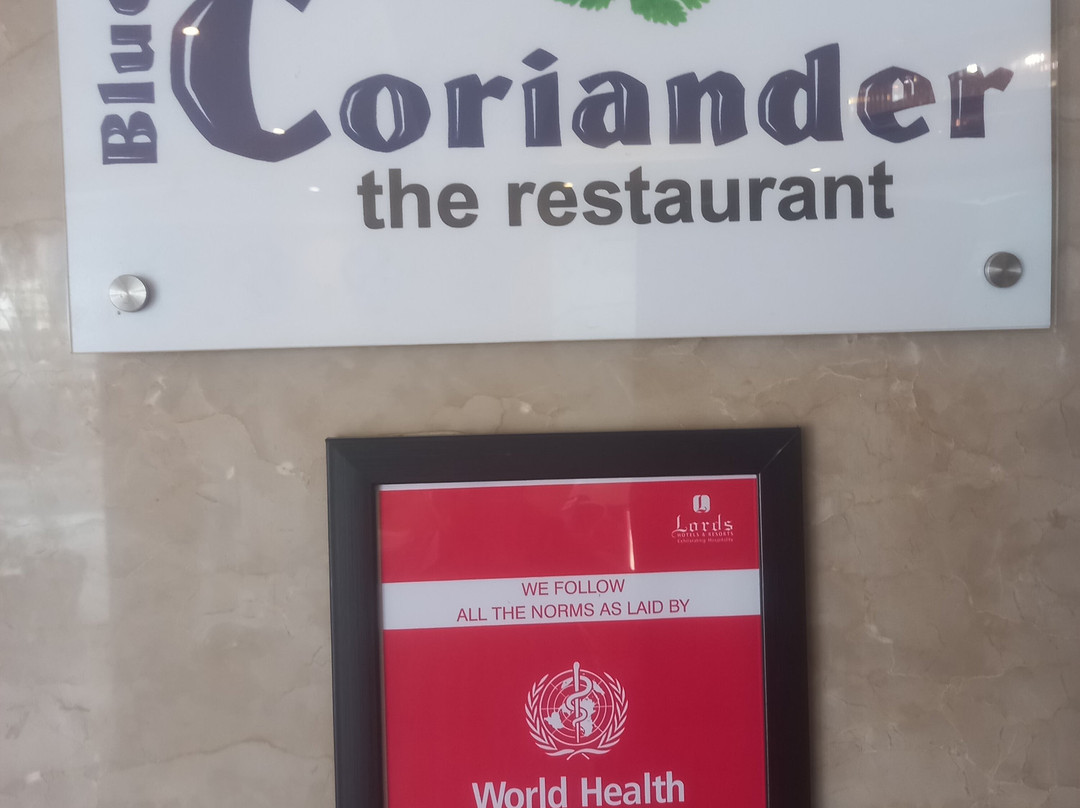 Blue
Coriander
the restaurant
Lords
HOTELS & RESORTS
WE FOLLOW
ALL THE NORMS AS LAID BY
World Health